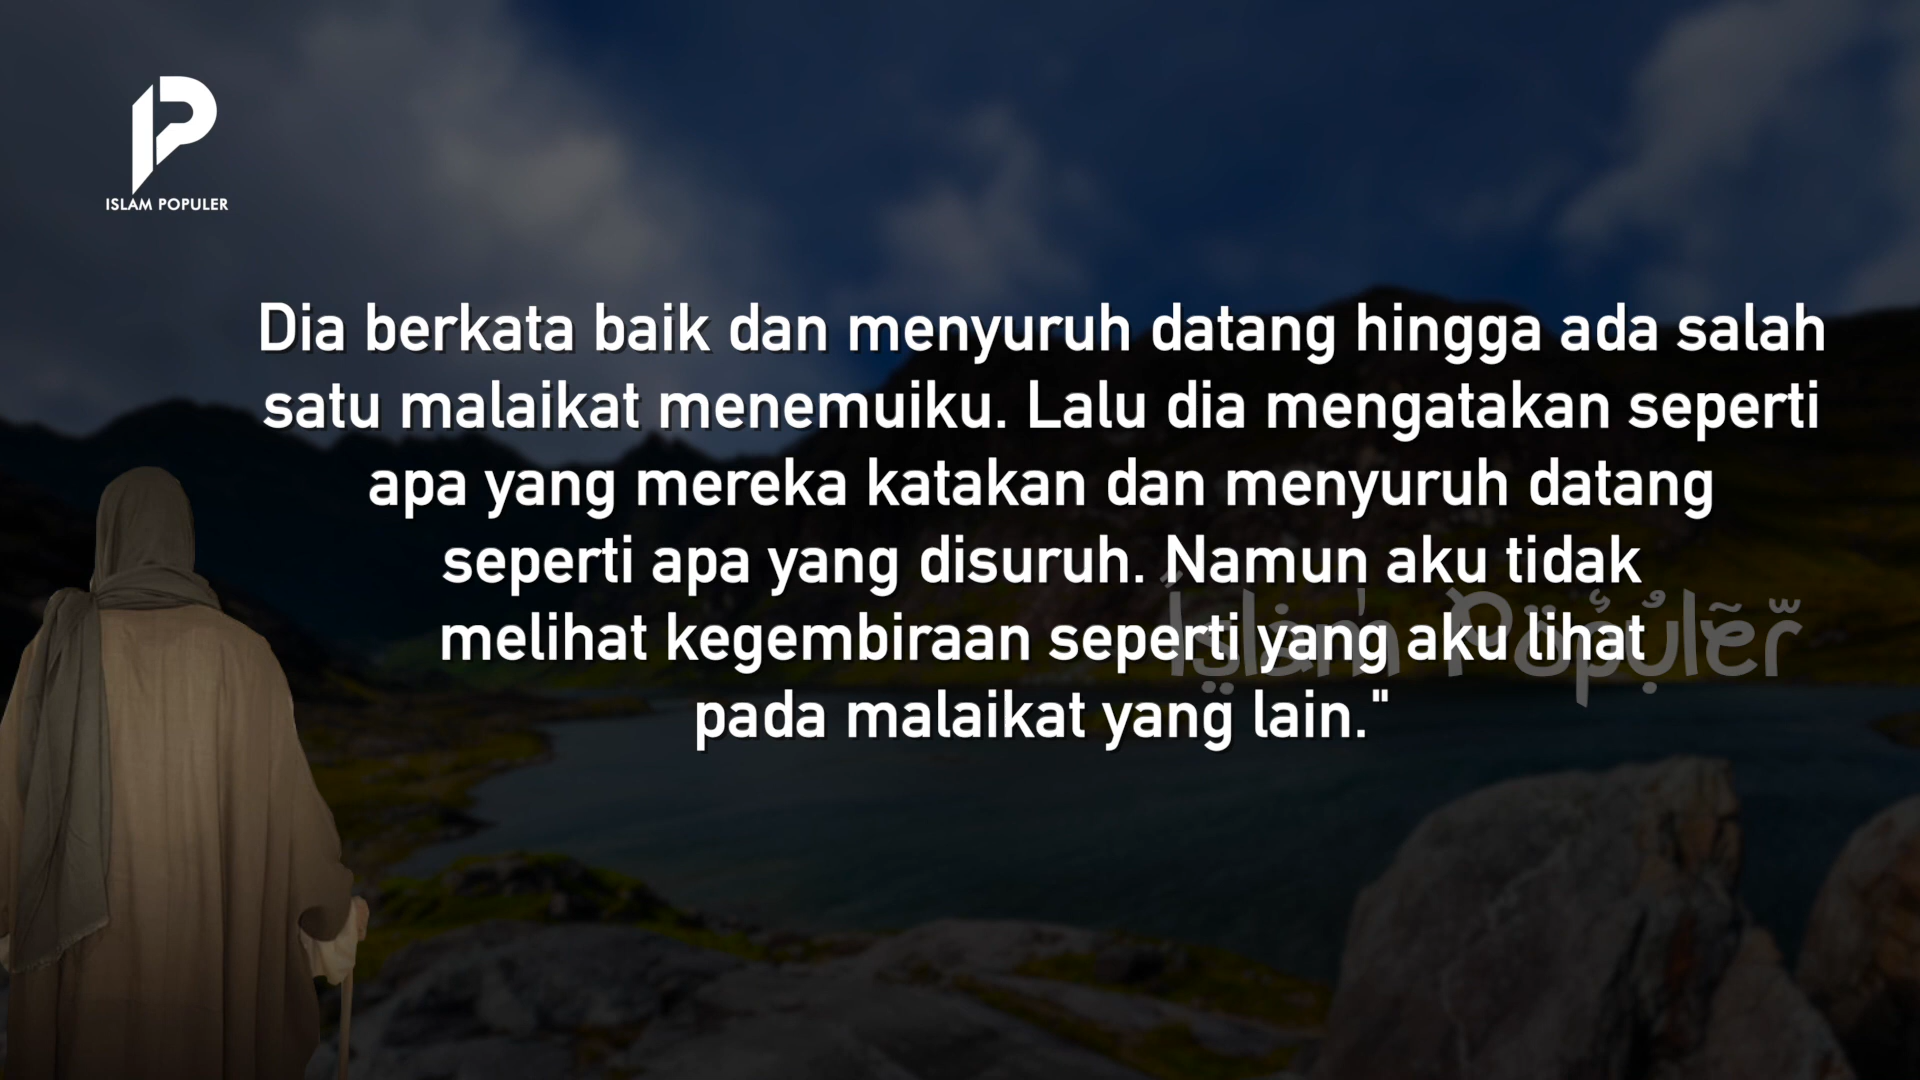 ISLAM POPULER
Dia berkata baik dan menyuruh datang hingga ada salah
satu malaikat menemuiku. Lalu dia mengatakan seperti
apa yang mereka katakan dan menyuruh datang
seperti apa yang disuruh. Namun aku tidak
melihat kegembiraan seperti yang aku lihat
pada malaikat yang lain."
Islam Populer